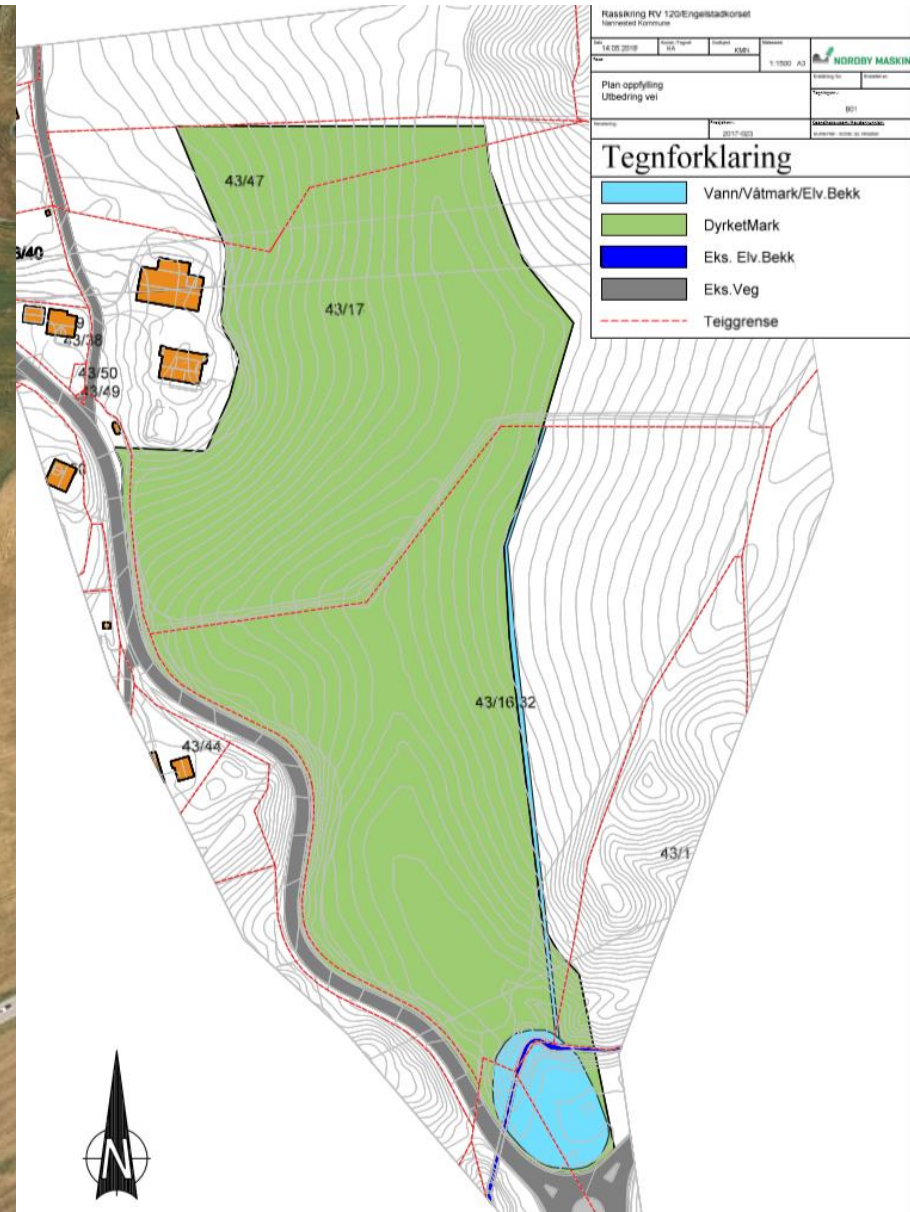 Rassikring RV 120/Engelstadkorset
Nannestad Kommune
14.05.2018
HA
KMN
1:1500 A3
NORDBY MASKIN
Plan oppfylling
Utbedring vei
B01
2017-023
Tegnforklaring
Vann/Våtmark/Elv.Bekk
DyrketMark
Eks. Elv.Bekk
Eks.Veg
Teiggrense
43/47
43/17
43/38
43/50
43/49
43/16,32
43/44
43/1
N